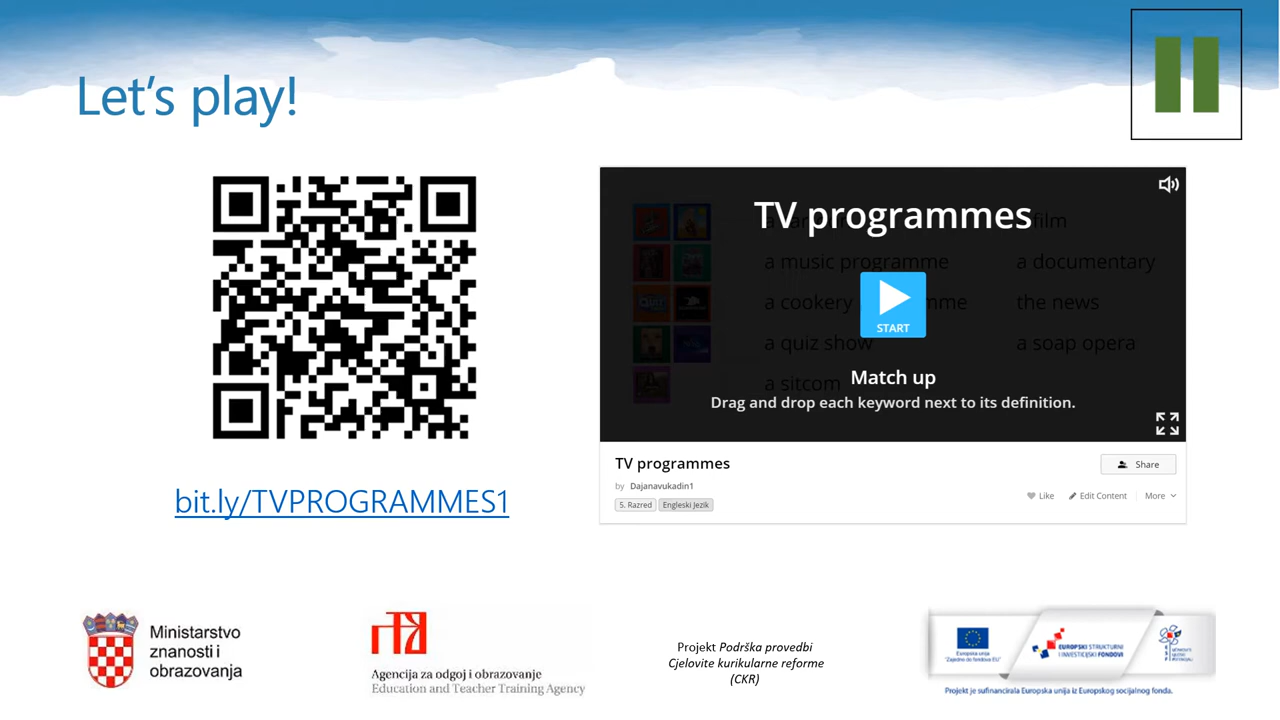 Let's play!
TV programmes
film
a music programme
a documentary
the news
a quiz show
a soap opera
a sitcom
START
Match up
Drag and drop each keyword next to its definition.
bit.ly/TVPROGRAMMES1
TV programmes
by Dajanavukadin1
5. Razred Engleski Jezik
Share
Like Edit Content More
Ministarstvo
znanosti i
obrazovanja
Agencija za odgoj i obrazovanje
Education and Teacher Training Agency
Projekt Podrška provedbi
Cjelovite kurikularne reforme
(CKR)
Europska unija
"Zajedno do fondova EU"
EUROPSKI STRUKTURNI
I INVESTICIJSKI FONDOVI
Projekt je sufinancirala Europska unija iz Europskog socijalnog fonda.